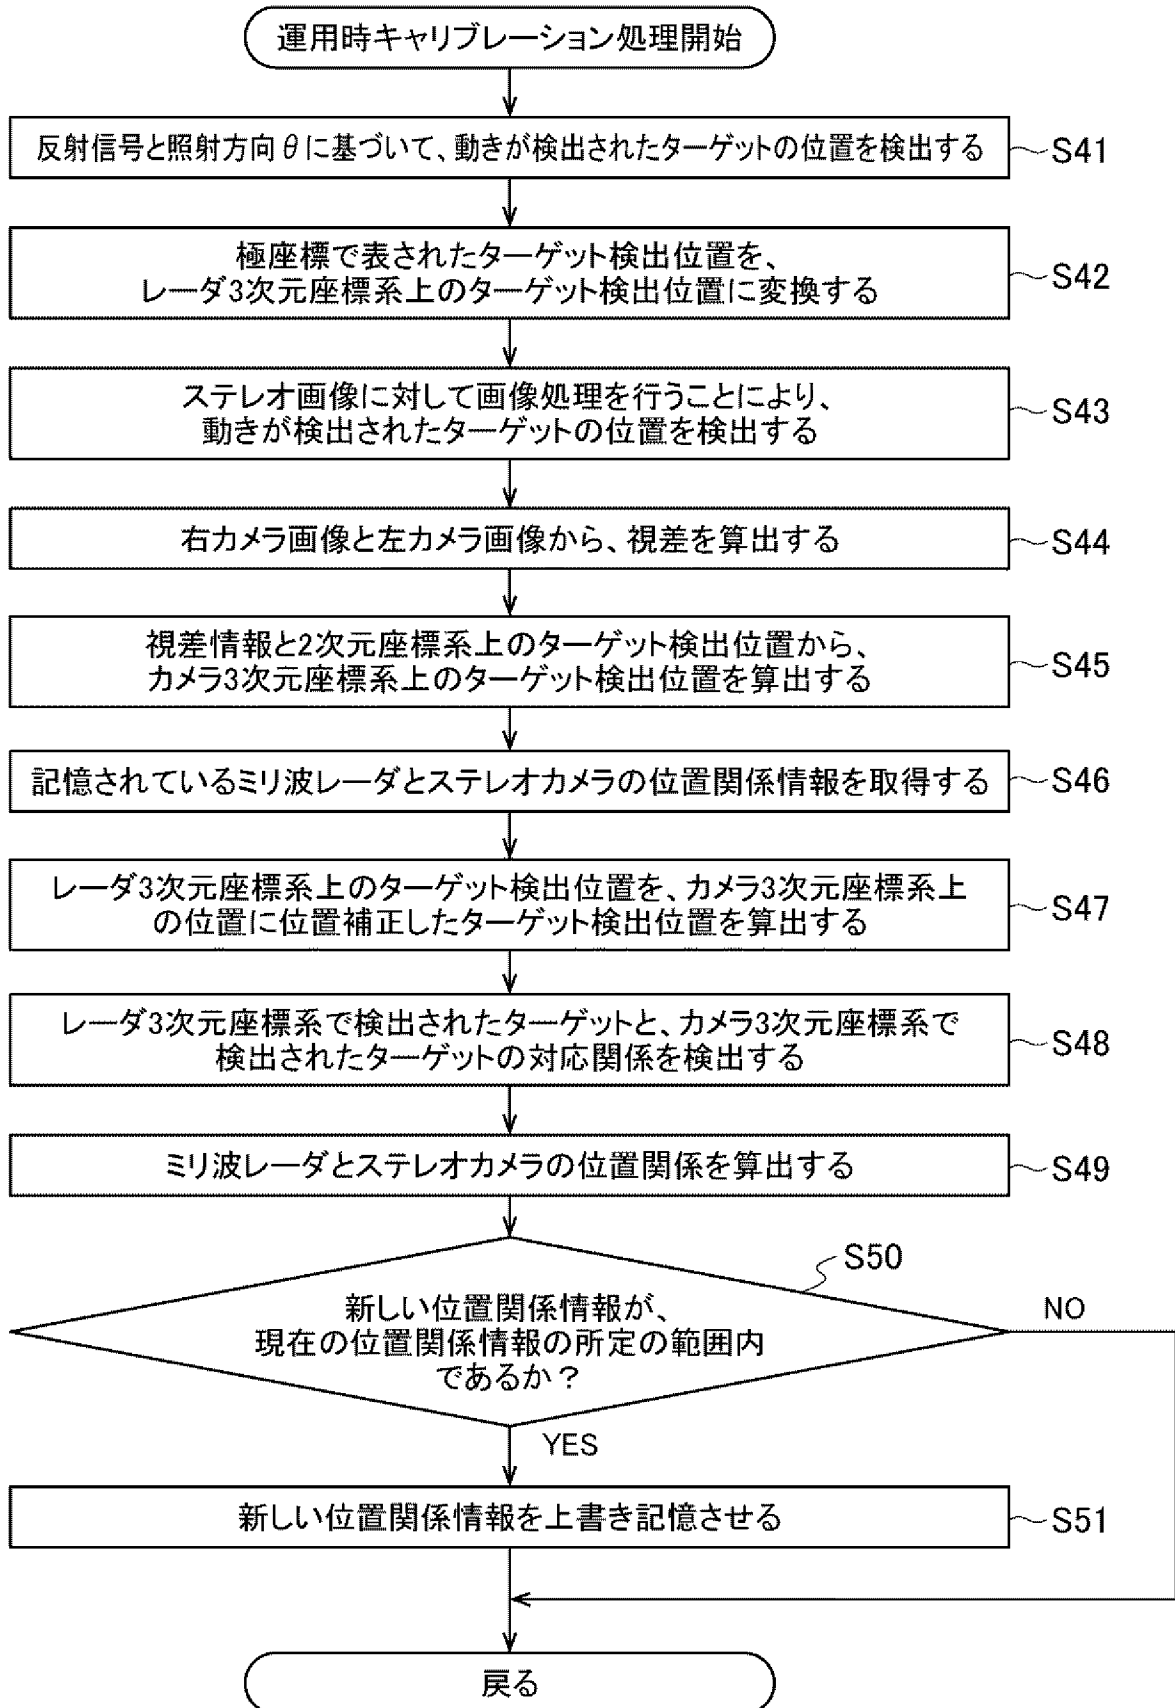 運用時キャリブレーション処理開始
反射信号と照射方向θに基づいて、動きが検出されたターゲットの位置を検出する
S41
極座標で表されたターゲット検出位置を、
レーダ3次元座標系上のターゲット検出位置に変換する
S42
ステレオ画像に対して画像処理を行うことにより、
動きが検出されたターゲットの位置を検出する
S43
右カメラ画像と左カメラ画像から、視差を算出する
S44
視差情報と2次元座標系上のターゲット検出位置から、
カメラ3次元座標系上のターゲット検出位置を算出する
S45
記憶されているミリ波レーダとステレオカメラの位置関係情報を取得する
S46
レーダ3次元座標系上のターゲット検出位置を、カメラ3次元座標系上
の位置に位置補正したターゲット検出位置を算出する
S47
レーダ3次元座標系で検出されたターゲットと、カメラ3次元座標系で
検出されたターゲットの対応関係を検出する
S48
ミリ波レーダとステレオカメラの位置関係を算出する
S49
S50
新しい位置関係情報が、
現在の位置関係情報の所定の範囲内
であるか？
NO
YES
新しい位置関係情報を上書き記憶させる
S51
戻る